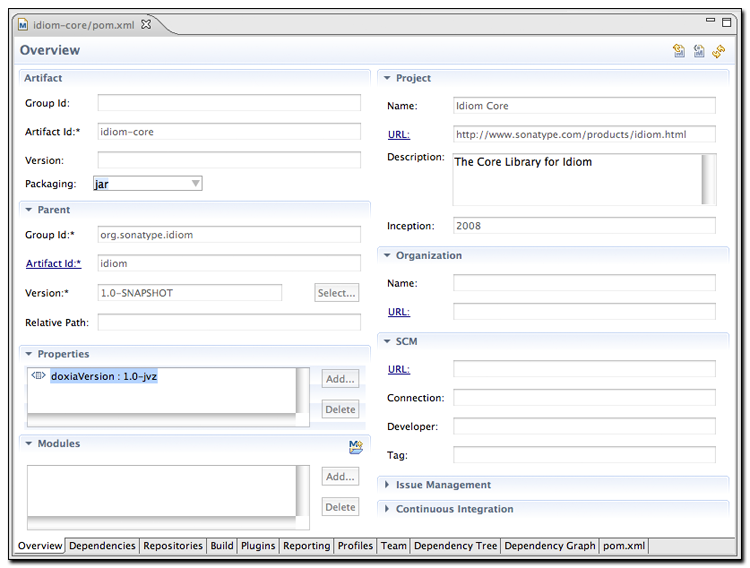 idiom-core/pom.xml
Overview
Artifact
Group Id:
Artifact Id:* idiom-core
Version:
Packaging: jar
Parent
Group Id:* org.sonatype.idiom
Artifact Id:* idiom
Version:* 1.0-SNAPSHOT Select...
Relative Path:
Properties
doxiaVersion : 1.0-jvz
Add...
Delete
Modules
Add...
Delete
Project
Name: Idiom Core
URL: http://www.sonatype.com/products/idiom.html
Description: The Core Library for Idiom
Inception: 2008
Organization
Name:
URL:
SCM
URL:
Connection:
Developer:
Tag:
Issue Management
Continuous Integration
Overview Dependencies Repositories Build Plugins Reporting Profiles Team Dependency Tree Dependency Graph pom.xml